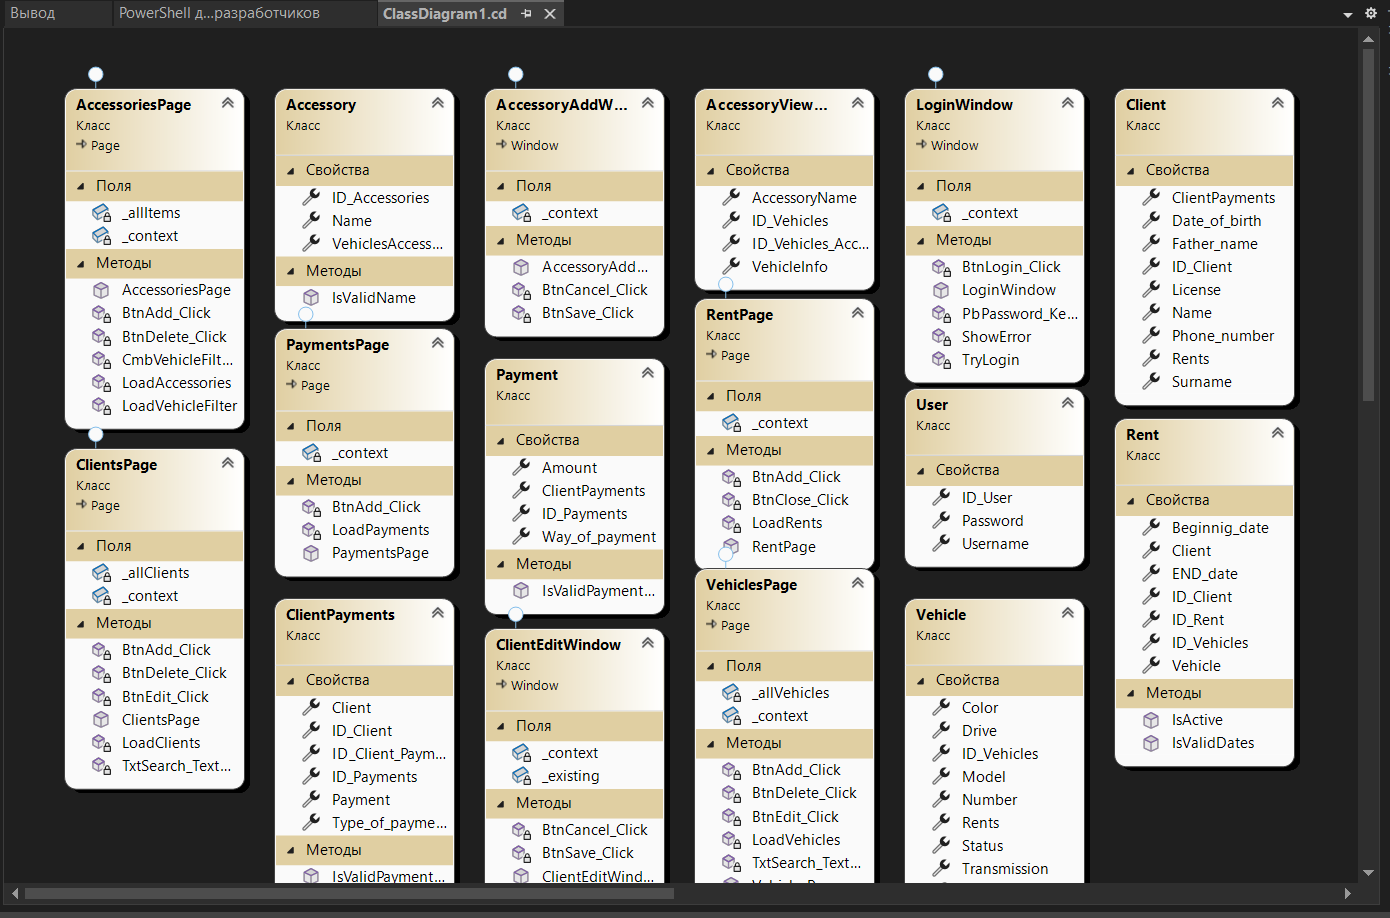 Вывод
PowerShell д...разработчиков
ClassDiagram1.cd
AccessoriesPage
Класс
Page
Поля
_allItems
_context
Методы
AccessoriesPage
BtnAdd_Click
BtnDelete_Click
CmbVehicleFilt...
LoadAccessories
LoadVehicleFilter
ClientsPage
Класс
Page
Поля
_allClients
_context
Методы
BtnAdd_Click
BtnDelete_Click
BtnEdit_Click
ClientsPage
LoadClients
TxtSearch_Text...
Accessory
Класс
Свойства
ID_Accessories
Name
VehiclesAccess...
Методы
IsValidName
PaymentsPage
Класс
Page
Поля
_context
Методы
BtnAdd_Click
LoadPayments
PaymentsPage
ClientPayments
Класс
Свойства
Client
ID_Client
ID_Client_Paym...
ID_Payments
Payment
Type_of_payme...
Методы
IsValidPayment...
AccessoryAddW...
Класс
Window
Поля
_context
Методы
AccessoryAdd...
BtnCancel_Click
BtnSave_Click
Payment
Класс
Свойства
Amount
ClientPayments
ID_Payments
Way_of_payment
Методы
IsValidPayment...
ClientEditWindow
Класс
Window
Поля
_context
_existing
Методы
BtnCancel_Click
BtnSave_Click
ClientEditWind...
AccessoryView...
Класс
Свойства
AccessoryName
ID_Vehicles
ID_Vehicles_Acc...
VehicleInfo
RentPage
Класс
Page
Поля
_context
Методы
BtnAdd_Click
BtnClose_Click
LoadRents
RentPage
VehiclesPage
Класс
Page
Поля
_allVehicles
_context
Методы
BtnAdd_Click
BtnDelete_Click
BtnEdit_Click
LoadVehicles
TxtSearch_Text...
LoginWindow
Класс
Window
Поля
_context
Методы
BtnLogin_Click
LoginWindow
PbPassword_Ke...
ShowError
TryLogin
User
Класс
Свойства
ID_User
Password
Username
Vehicle
Класс
Свойства
Color
Drive
ID_Vehicles
Model
Number
Rents
Status
Transmission
Client
Класс
Свойства
ClientPayments
Date_of_birth
Father_name
ID_Client
License
Name
Phone_number
Rents
Surname
Rent
Класс
Свойства
Beginnig_date
Client
END_date
ID_Client
ID_Rent
ID_Vehicles
Vehicle
Методы
IsActive
IsValidDates